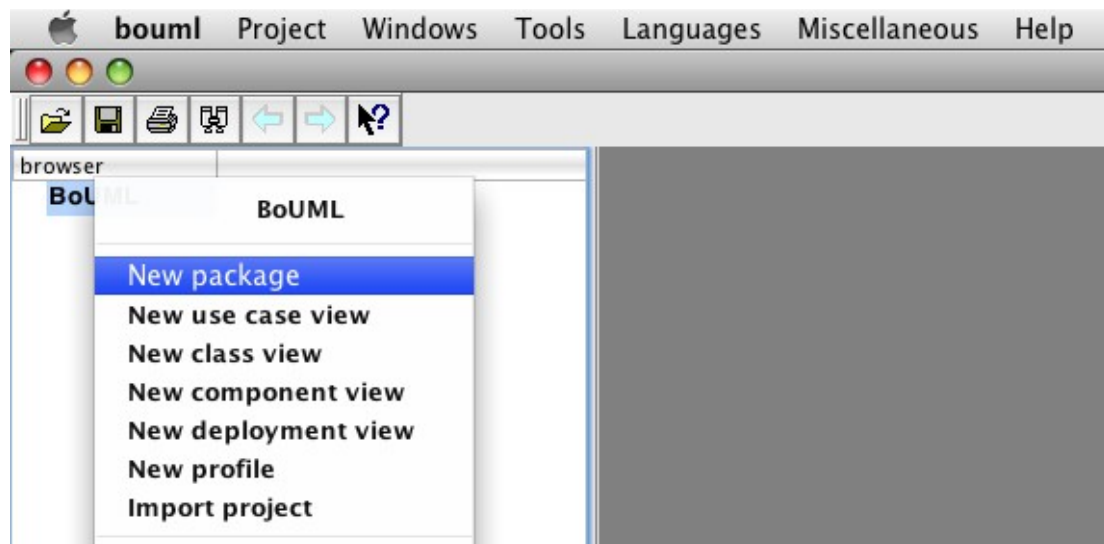 bouml Project Windows Tools Languages Miscellaneous Help
browser
BoUML
BoUML
New package
New use case view
New class view
New component view
New deployment view
New profile
Import project